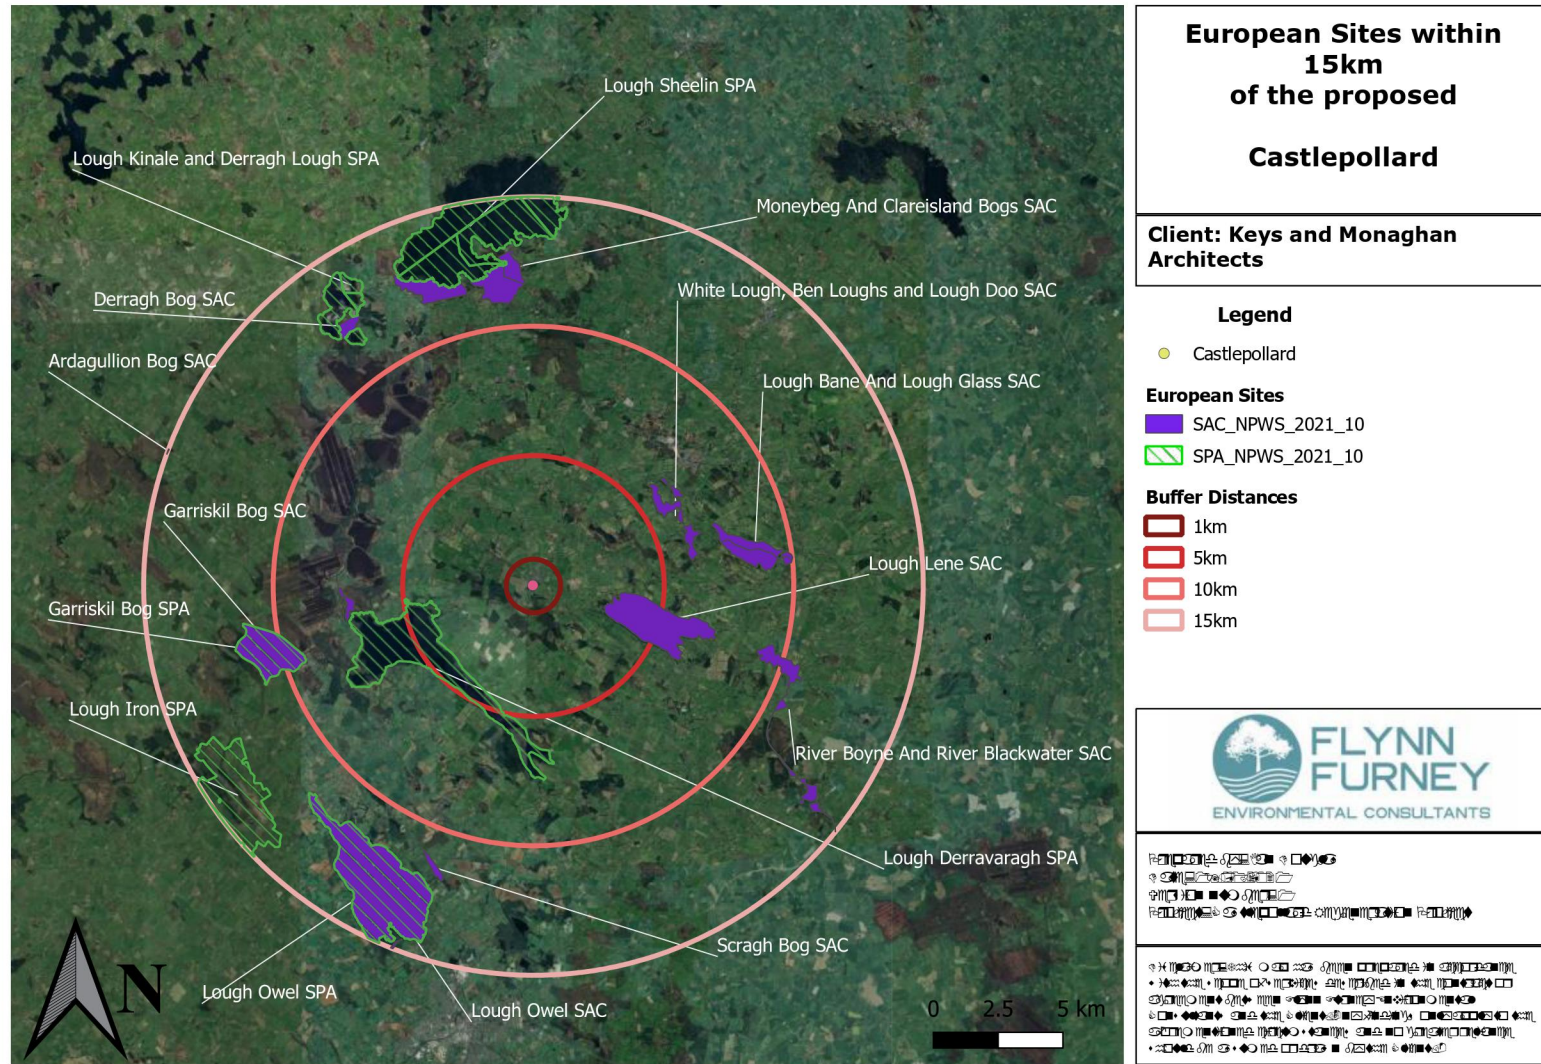 European Sites within
15km
of the proposed
Castlepollard
Client: Keys and Monaghan
Architects
Legend
Castlepollard
European Sites
SAC_NPWS_2021_10
SPA_NPWS_2021_10
Buffer Distances
1km
5km
10km
15km
FLYNN
FURNEY
ENVIRONMENTAL CONSULTANTS
Lough Sheelin SPA
Lough Kinale and Derragh Lough SPA
Moneybeg And Clareisland Bogs SAC
Derragh Bog SAC
White Lough, Ben Loughs and Lough Doo SAC
Ardagullion Bog SAC
Lough Bane And Lough Glass SAC
Garriskil Bog SAC
Lough Lene SAC
Garriskil Bog SPA
Lough Iron SPA
River Boyne And River Blackwater SAC
Lough Derravaragh SPA
Scragh Bog SAC
Lough Owel SPA
Lough Owel SAC
N
0 2.5 5 km